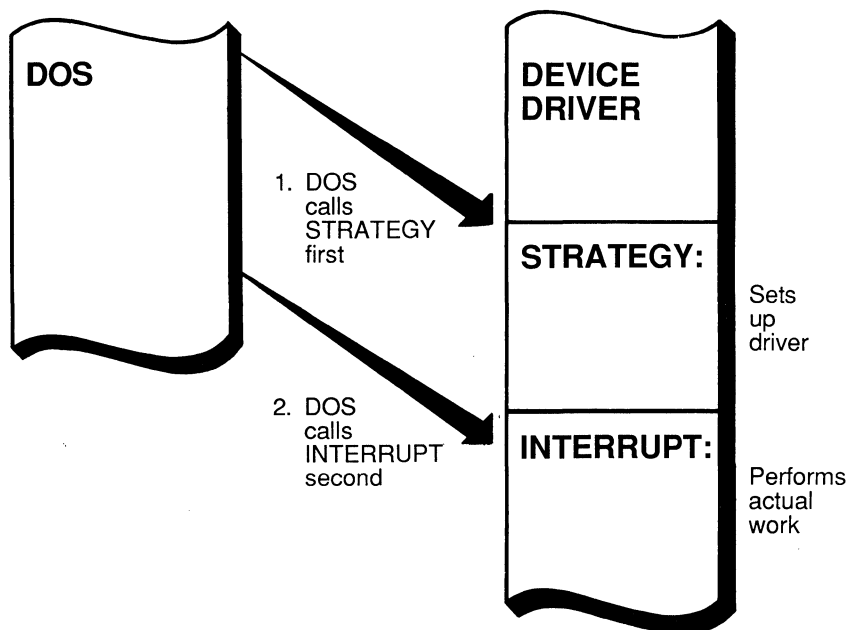 DOS
1. DOS
calls
STRATEGY
first
2. DOS
calls
INTERRUPT
second
DEVICE
DRIVER
STRATEGY:
Sets
up
driver
INTERRUPT:
Performs
actual
work